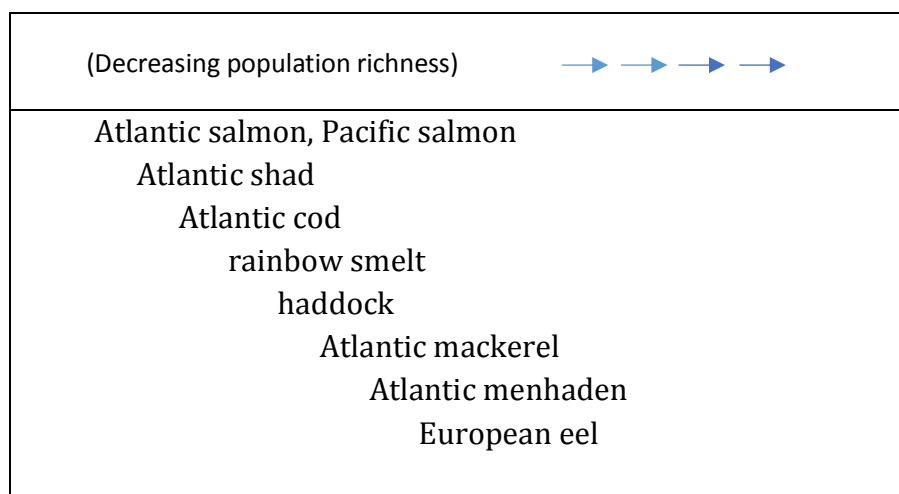 (Decreasing population richness)
Atlantic salmon, Pacific salmon
Atlantic shad
Atlantic cod
rainbow smelt
haddock
Atlantic mackerel
Atlantic menhaden
European eel